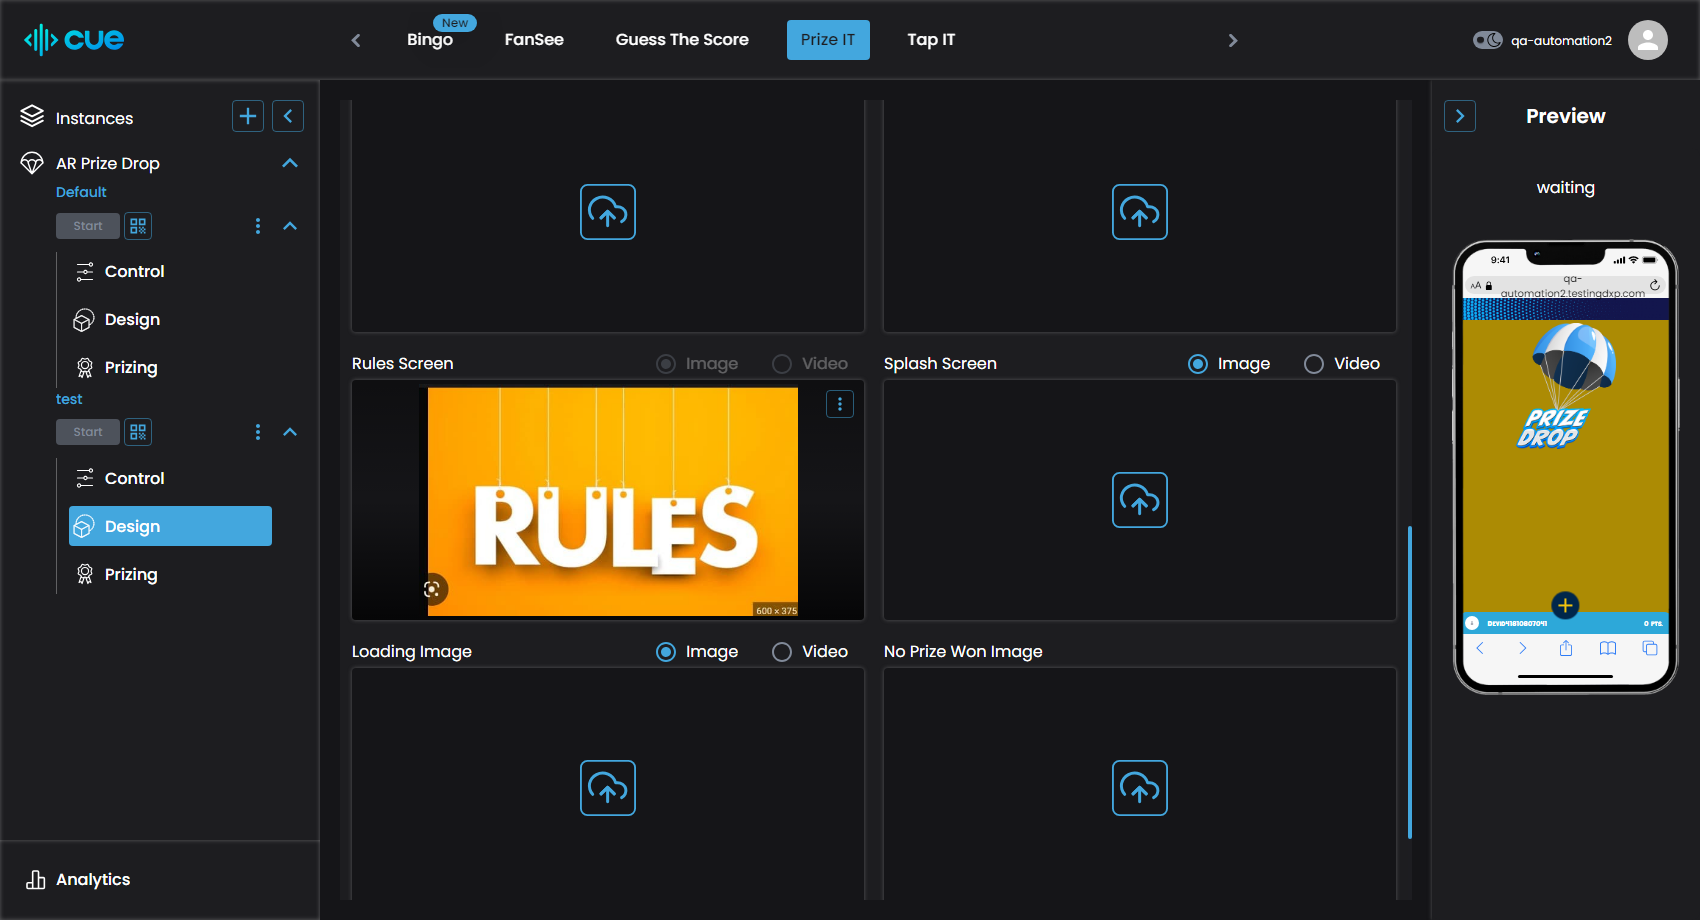 cue
New
Bingo
FanSee
Guess The Score
Prize IT
Tap IT
qa-automation2
Instances
AR Prize Drop
Default
Start
Control
Design
Prizing
test
Start
Control
Design
Prizing
Analytics
Rules Screen
Image
Video
RULES
600 x 375
Splash Screen
Image
Video
Loading Image
Image
Video
No Prize Won Image
Preview
waiting
9:41
AA
qa-
automation2.testingdxp.com
PRIZE
DROP
0 PTS.